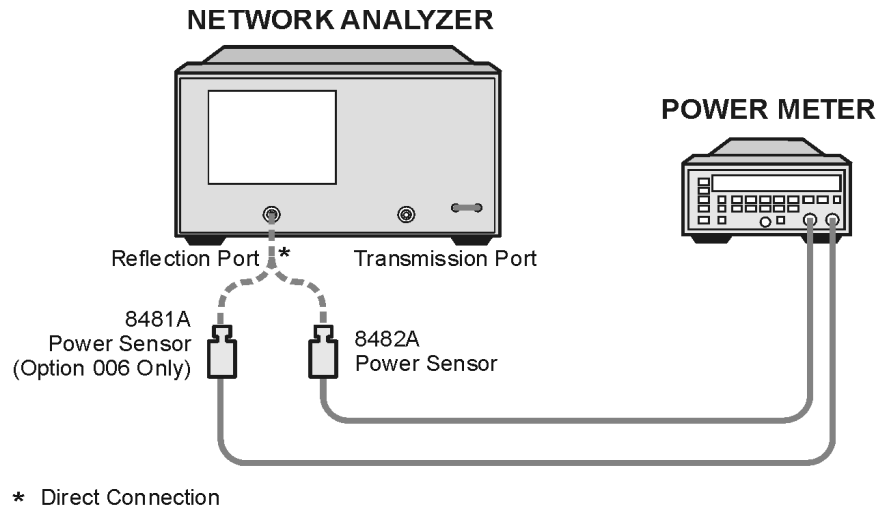 NETWORK ANALYZER
POWER METER
Reflection Port *
Transmission Port
8481A
Power Sensor
(Option 006 Only)
8482A
Power Sensor
* Direct Connection